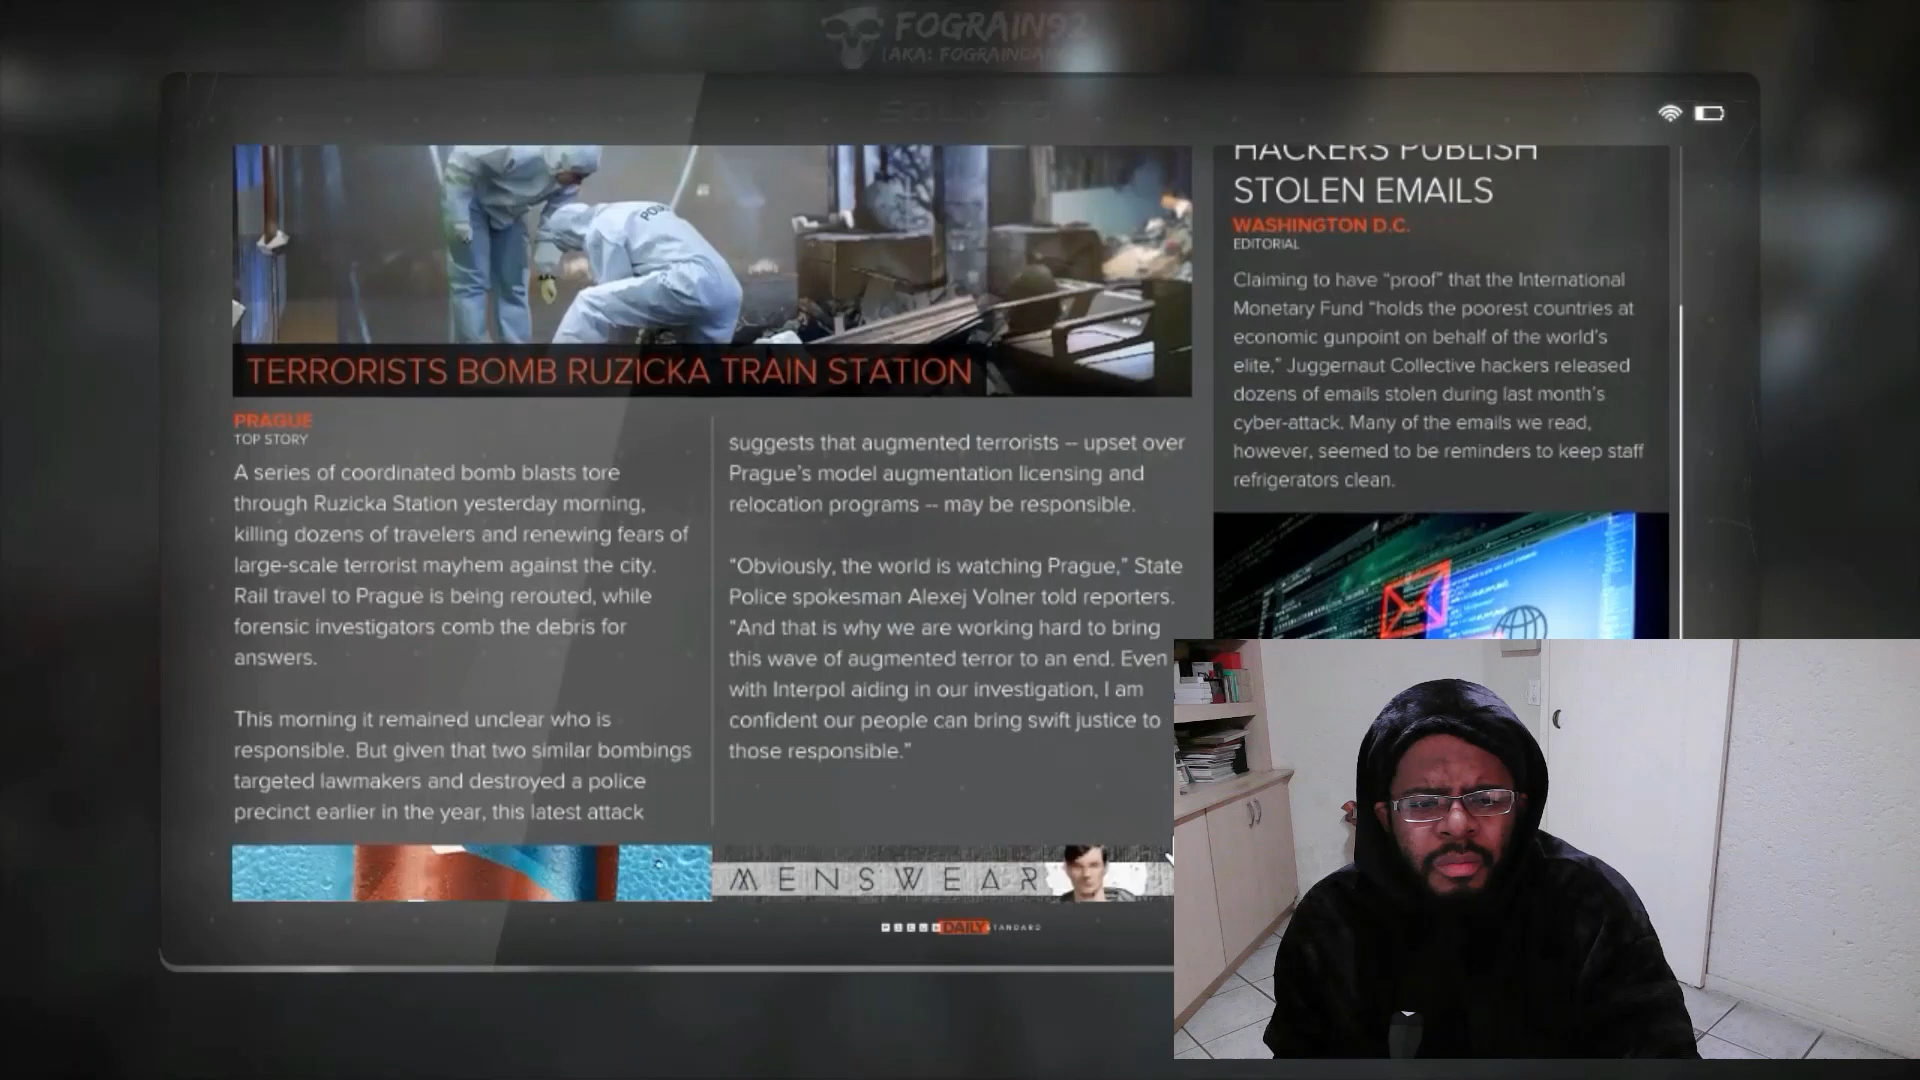 FOGRAIN92
HACKERS PUBLISH
STOLEN EMAILS
WASHINGTON D.C.
EDITORIAL
Claiming to have “proof” that the International
Monetary Fund “holds the poorest countries at
economic gunpoint on behalf of the world’s
elite,” Juggernaut Collective hackers released
dozens of emails stolen during last month’s
cyber-attack. Many of the emails we read,
however, seemed to be reminders to keep staff
refrigerators clean.
TERRORISTS BOMB RUZICKA TRAIN STATION
PRAGUE
TOP STORY
A series of coordinated bomb blasts tore
through Ruzicka Station yesterday morning,
killing dozens of travelers and renewing fears of
large-scale terrorist mayhem against the city.
Rail travel to Prague is being rerouted, while
forensic investigators comb the debris for
answers.
This morning it remained unclear who is
responsible. But given that two similar bombings
targeted lawmakers and destroyed a police
precinct earlier in the year, this latest attack
suggests that augmented terrorists -- upset over
Prague’s model augmentation licensing and
relocation programs -- may be responsible.
“Obviously, the world is watching Prague,” State
Police spokesman Alexej Volner told reporters.
“And that is why we are working hard to bring
this wave of augmented terror to an end. Even
with Interpol aiding in our investigation, I am
confident our people can bring swift justice to
those responsible.”
MENSWEAR
DAILY STANDARD